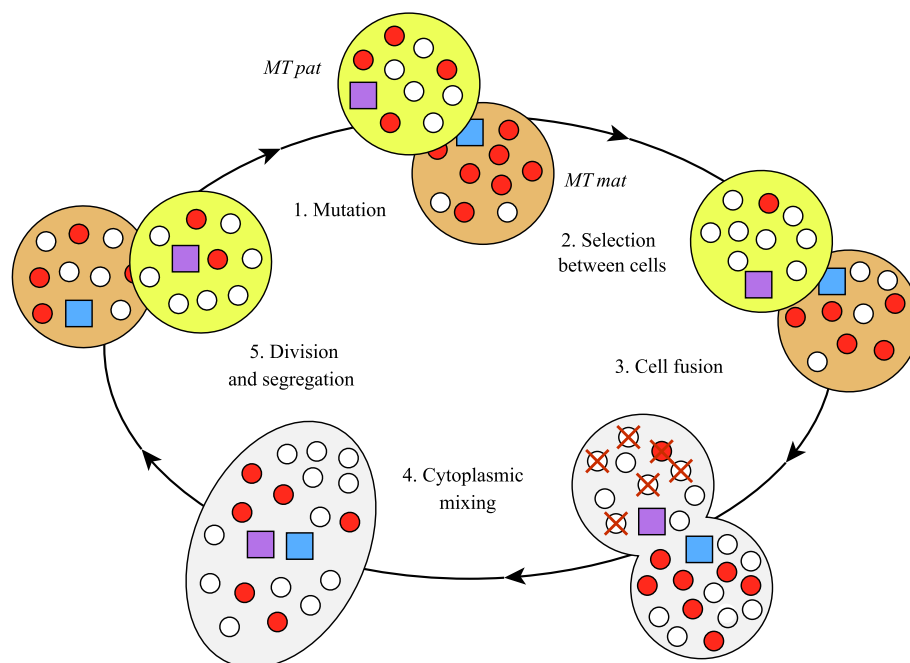 MT pat
MT mat
1. Mutation
2. Selection
between cells
3. Cell fusion
4. Cytoplasmic
mixing
5. Division
and segregation